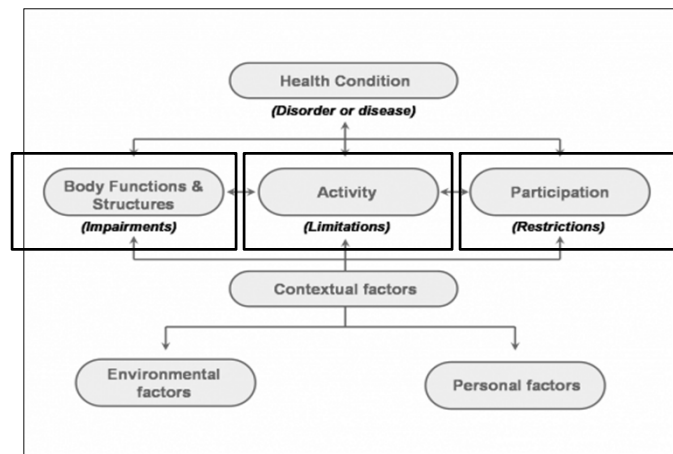 Health Condition
(Disorder or disease)
Body Functions &
Structures
(Impairments)
Activity
(Limitations)
Participation
(Restrictions)
Contextual factors
Environmental
factors
Personal factors